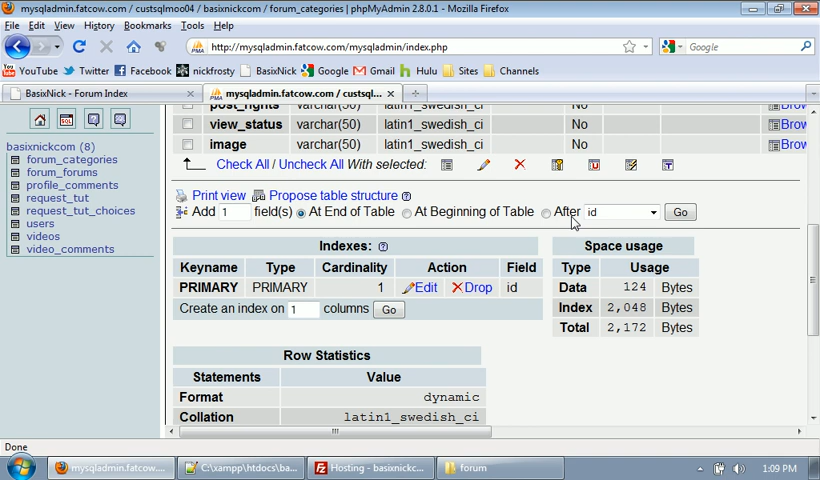 mysqladmin.fatcow.com / custsqlmoo04 / basixnickcom / forum_categories | phpMyAdmin 2.8.0.1 - Mozilla Firefox
File Edit View History Bookmarks Tools Help
http://mysqladmin.fatcow.com/mysqladmin/index.php Google
YouTube Twitter Facebook nickfrosty BasixNick Google Gmail Hulu Sites Channels
BasixNick - Forum Index mysqladmin.fatcow.com / custsql...
post_rights varchar(50) latin1_swedish_ci No Brow
view_status varchar(50) latin1_swedish_ci No Brow
image varchar(50) latin1_swedish_ci No Brow
Check All / Uncheck All With selected:
Print view Propose table structure
Add 1 field(s) At End of Table At Beginning of Table After id Go
basixnickcom (8)
forum_categories
forum_forums
profile_comments
request_tut
request_tut_choices
users
videos
video_comments
Indexes:
Keyname Type Cardinality Action Field
PRIMARY PRIMARY 1 Edit Drop id
Create an index on 1 columns Go
Space usage
Type Usage
Data 124 Bytes
Index 2,048 Bytes
Total 2,172 Bytes
Row Statistics
Statements Value
Format dynamic
Collation latin1_swedish_ci
Done
mysqladmin.fatcow.com... C:\xampp\htdocs\ba... Hosting - basixnickc... forum 1:09 PM